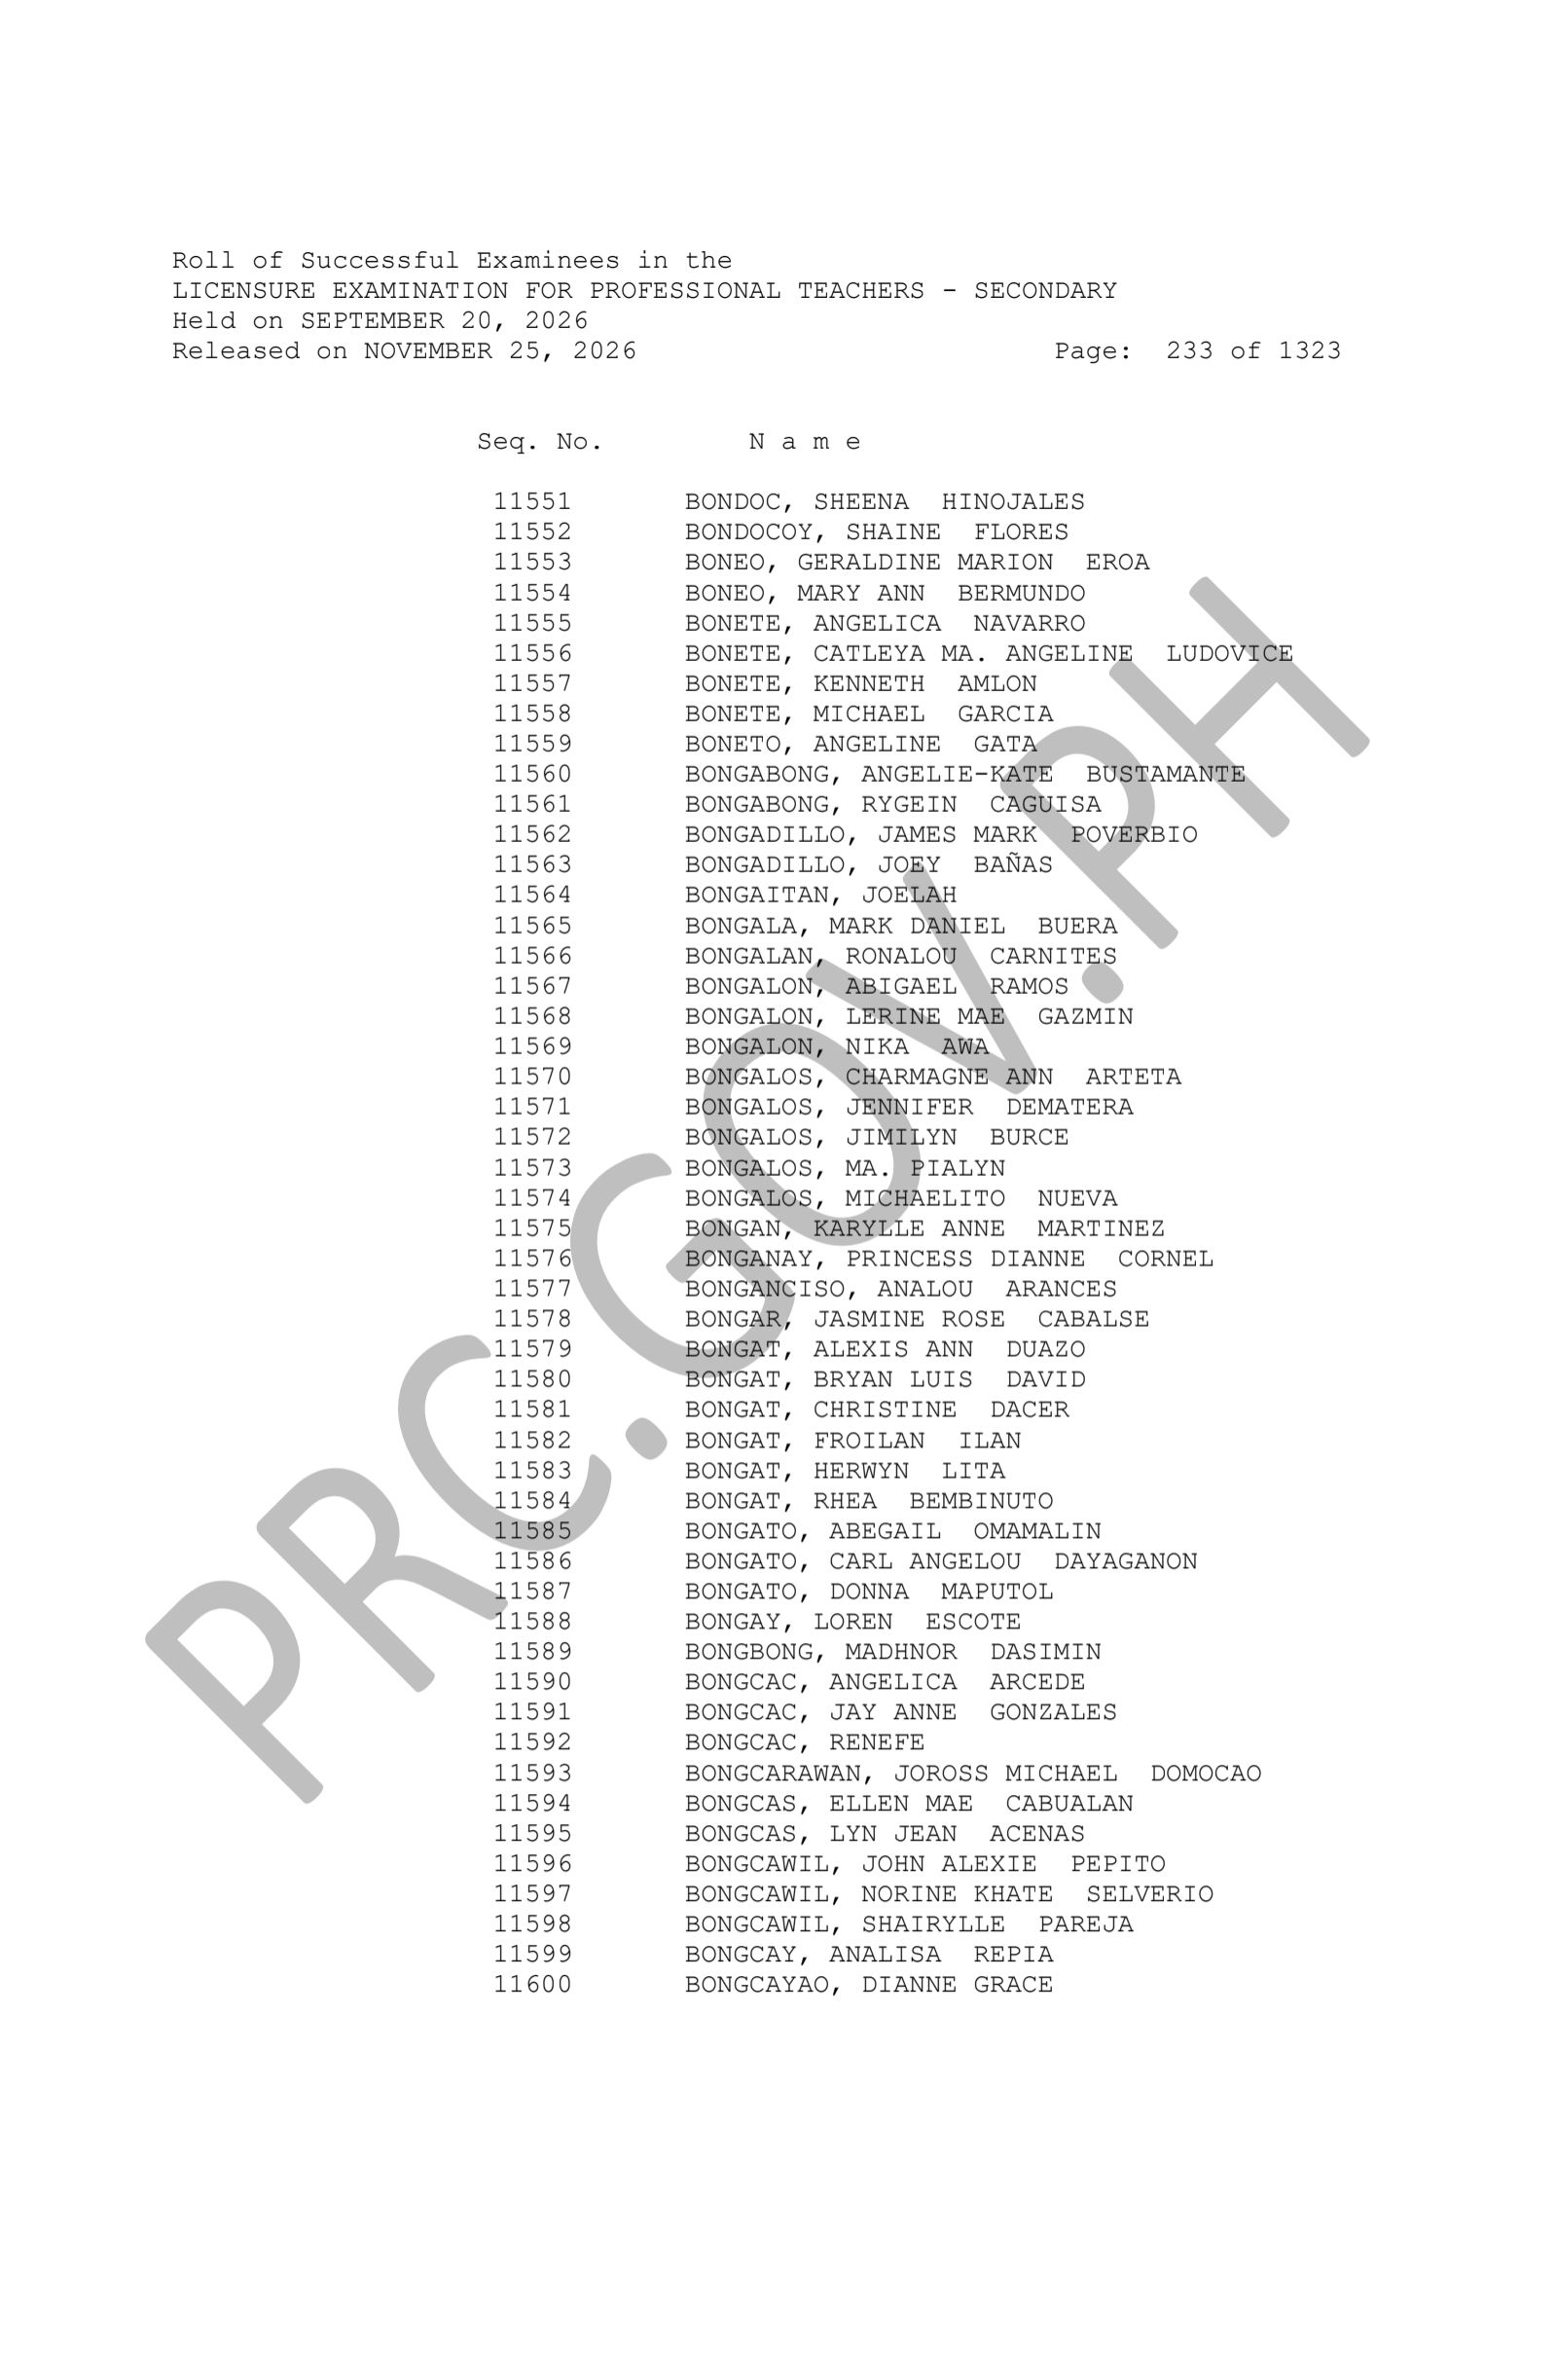 Roll of Successful Examinees in the
LICENSURE EXAMINATION FOR PROFESSIONAL TEACHERS - SECONDARY
Held on SEPTEMBER 20, 2026
Released on NOVEMBER 25, 2026 Page: 233 of 1323
Seq. No. N a m e
11551 BONDOC, SHEENA HINOJALES
11552 BONDOCOY, SHAINE FLORES
11553 BONEO, GERALDINE MARION EROA
11554 BONEO, MARY ANN BERMUNDO
11555 BONETE, ANGELICA NAVARRO
11556 BONETE, CATLEYA MA. ANGELINE LUDOVICE
11557 BONETE, KENNETH AMLON
11558 BONETE, MICHAEL GARCIA
11559 BONETO, ANGELINE GATA
11560 BONGABONG, ANGELIE-KATE BUSTAMANTE
11561 BONGABONG, RYGEIN CAGUISA
11562 BONGADILLO, JAMES MARK POVERBIO
11563 BONGADILLO, JOEY BAÑAS
11564 BONGAITAN, JOELAH
11565 BONGALA, MARK DANIEL BUERA
11566 BONGALAN, RONALOU CARNITES
11567 BONGALON, ABIGAEL RAMOS
11568 BONGALON, LERINE MAE GAZMIN
11569 BONGALON, NIKA AWA
11570 BONGALOS, CHARMAGNE ANN ARTETA
11571 BONGALOS, JENNIFER DEMATERA
11572 BONGALOS, JIMILYN BURCE
11573 BONGALOS, MA. PIALYN
11574 BONGALOS, MICHAELITO NUEVA
11575 BONGAN, KARYLLE ANNE MARTINEZ
11576 BONGANAY, PRINCESS DIANNE CORNEL
11577 BONGANCISO, ANALOU ARANCES
11578 BONGAR, JASMINE ROSE CABALSE
11579 BONGAT, ALEXIS ANN DUAZO
11580 BONGAT, BRYAN LUIS DAVID
11581 BONGAT, CHRISTINE DACER
11582 BONGAT, FROILAN ILAN
11583 BONGAT, HERWYN LITA
11584 BONGAT, RHEA BEMBINUTO
11585 BONGATO, ABEGAIL OMAMALIN
11586 BONGATO, CARL ANGELOU DAYAGANON
11587 BONGATO, DONNA MAPUTOL
11588 BONGAY, LOREN ESCOTE
11589 BONGBONG, MADHNOR DASIMIN
11590 BONGCAC, ANGELICA ARCEDE
11591 BONGCAC, JAY ANNE GONZALES
11592 BONGCAC, RENEFE
11593 BONGCARAWAN, JOROSS MICHAEL DOMOCAO
11594 BONGCAS, ELLEN MAE CABUALAN
11595 BONGCAS, LYN JEAN ACENAS
11596 BONGCAWIL, JOHN ALEXIE PEPITO
11597 BONGCAWIL, NORINE KHATE SELVERIO
11598 BONGCAWIL, SHAIRYLLE PAREJA
11599 BONGCAY, ANALISA REPIA
11600 BONGCAYAO, DIANNE GRACE
PRC.GOV.PH